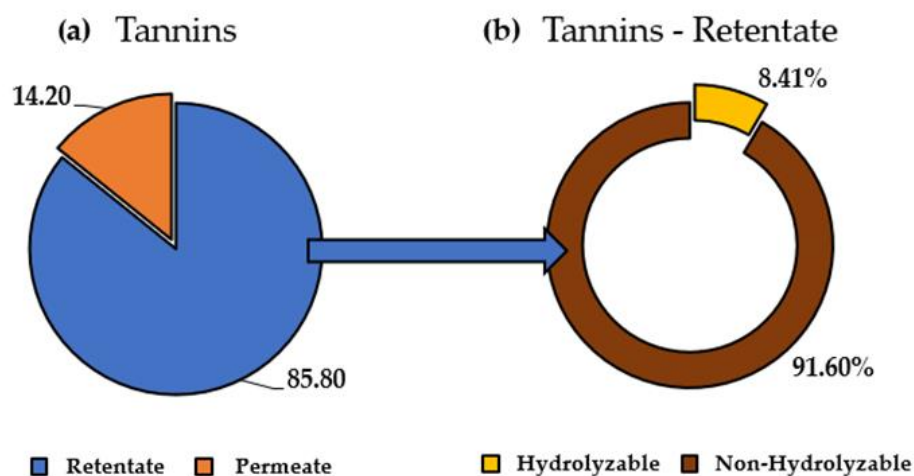 (a) Tannins
(b) Tannins - Retentate
14.20
8.41%
85.80
91.60%
Retentate Permeate
Hydrolyzable Non-Hydrolyzable